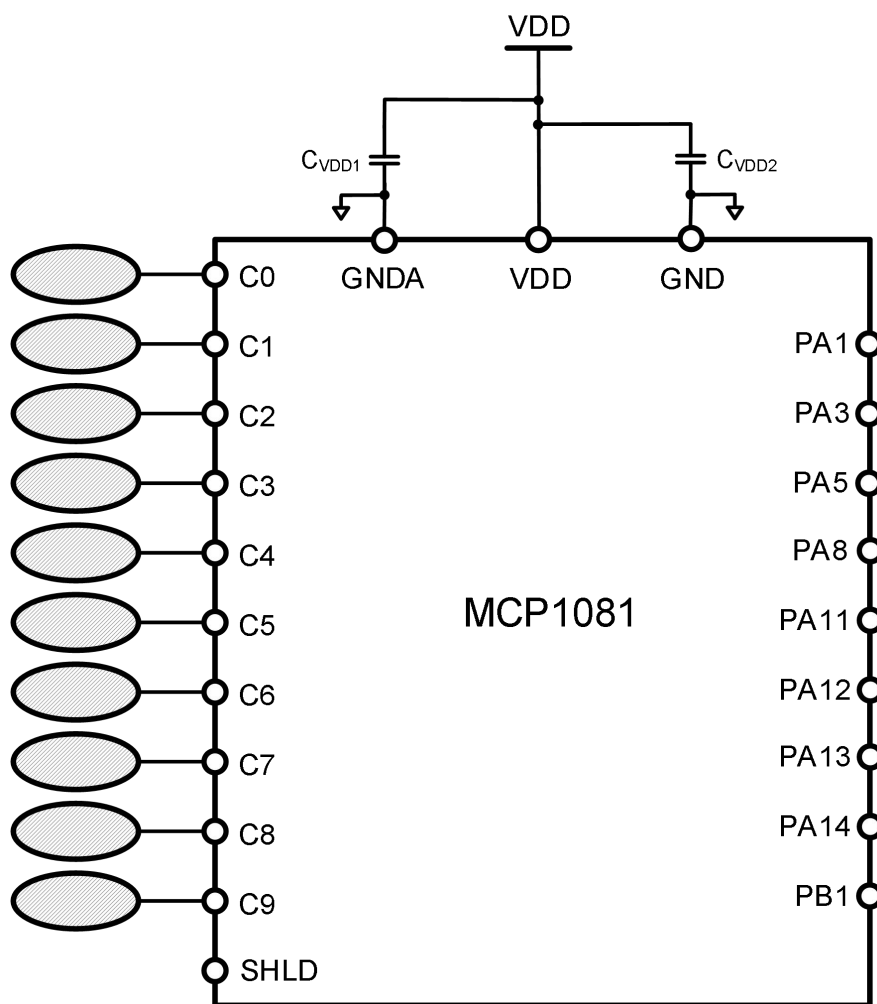 VDD
CVDD1
CVDD2
GNDA
VDD
GND
C0
C1
C2
C3
C4
C5
C6
C7
C8
C9
SHLD
MCP1081
PA1
PA3
PA5
PA8
PA11
PA12
PA13
PA14
PB1